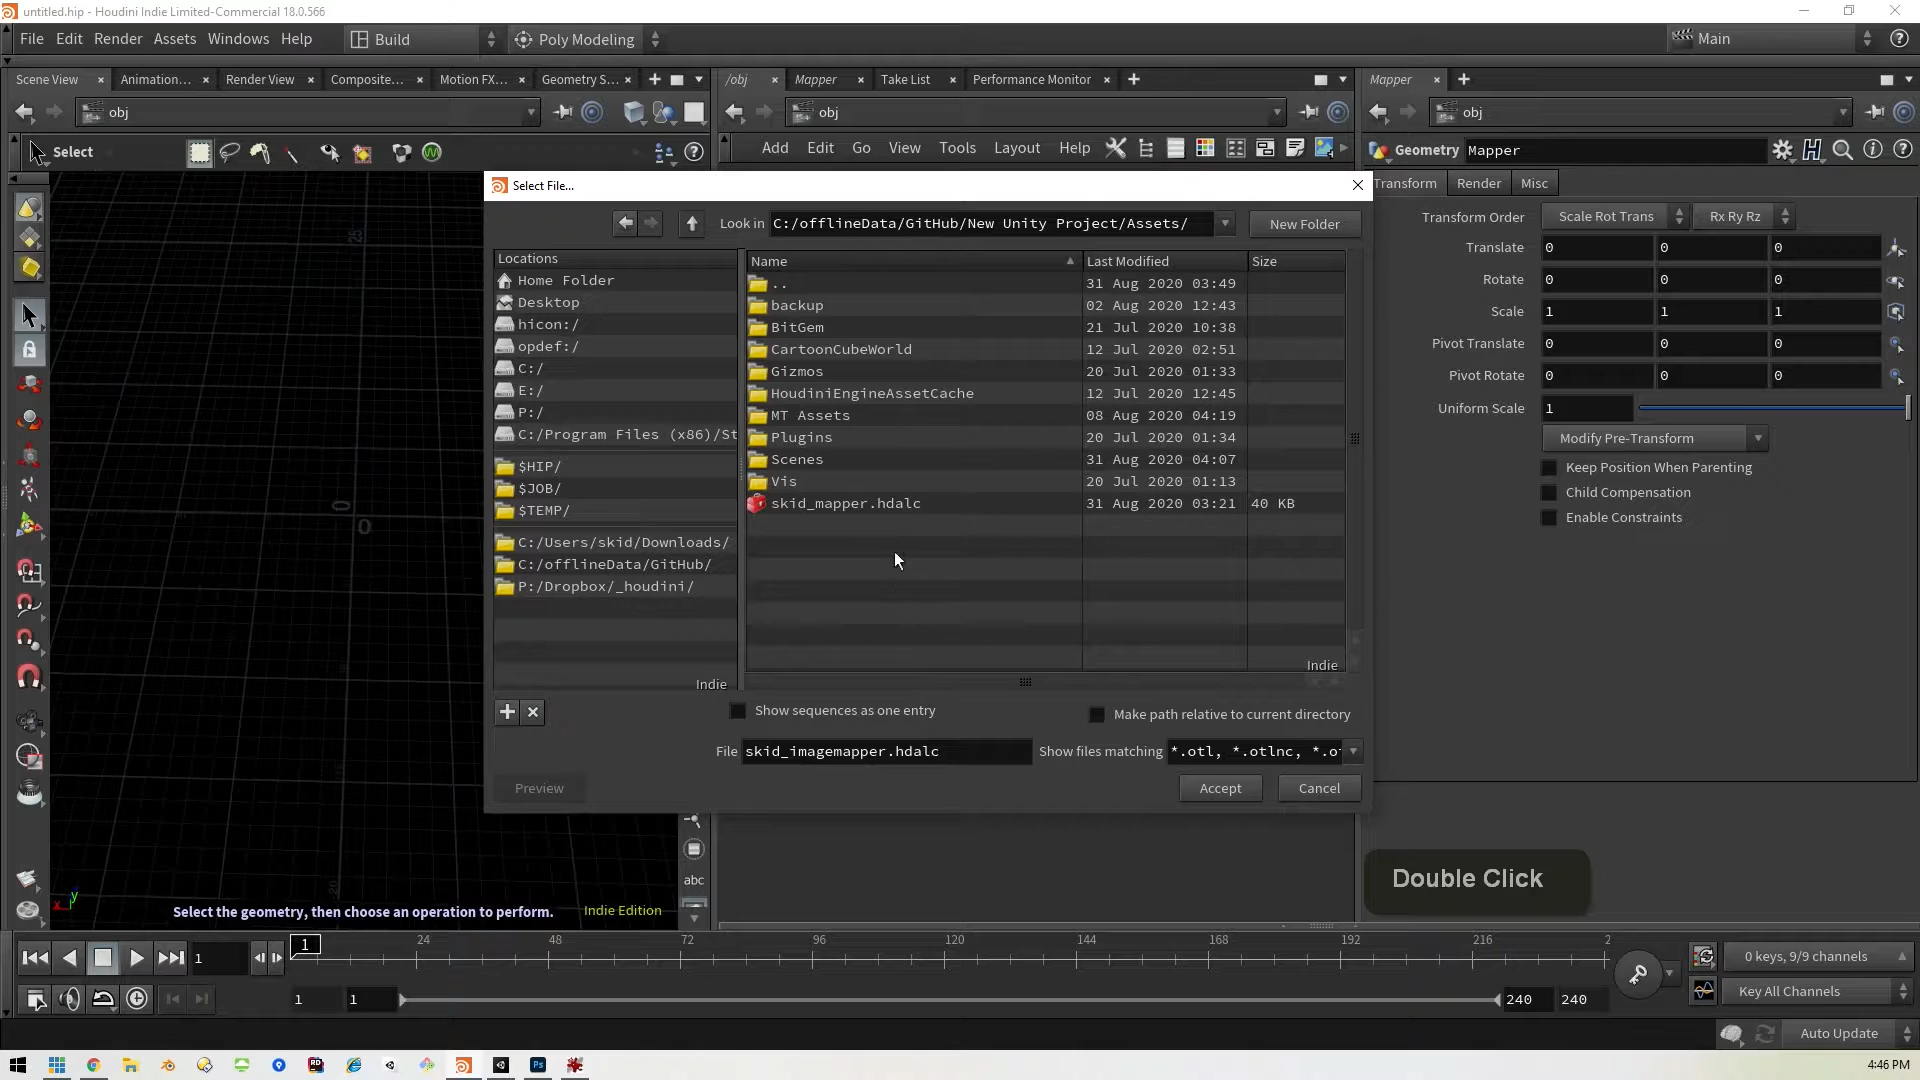 untitled.hip - Houdini Indie Limited-Commercial 18.0.566
File Edit Render Assets Windows Help Build Poly Modeling Main
Scene View Animation... Render View Composite... Motion FX... Geometry S... /obj Mapper Take List Performance Monitor Mapper
obj obj obj
Select Add Edit Go View Tools Layout Help Geometry Mapper
Select File...
Look in C:/offlineData/GitHub/New Unity Project/Assets/ New Folder
Locations
Home Folder
Desktop
hicon:/
opdef:/
C:/
E:/
P:/
C:/Program Files (x86)/St
$HIP/
$JOB/
$TEMP/
C:/Users/skid/Downloads/
C:/offlineData/GitHub/
P:/Dropbox/_houdini/
Indie
Name Last Modified Size
.. 31 Aug 2020 03:49
backup 02 Aug 2020 12:43
BitGem 21 Jul 2020 10:38
CartoonCubeWorld 12 Jul 2020 02:51
Gizmos 20 Jul 2020 01:33
HoudiniEngineAssetCache 12 Jul 2020 12:45
MT Assets 08 Aug 2020 04:19
Plugins 20 Jul 2020 01:34
Scenes 31 Aug 2020 04:07
Vis 20 Jul 2020 01:13
skid_mapper.hdalc 31 Aug 2020 03:21 40 KB
Indie
Show sequences as one entry Make path relative to current directory
File skid_imagemapper.hdalc Show files matching *.otl, *.otlnc, *.o
Preview Accept Cancel
Transform Render Misc
Transform Order Scale Rot Trans Rx Ry Rz
Translate 0 0 0
Rotate 0 0 0
Scale 1 1 1
Pivot Translate 0 0 0
Pivot Rotate 0 0 0
Uniform Scale 1
Modify Pre-Transform
Keep Position When Parenting
Child Compensation
Enable Constraints
abc
Double Click
Select the geometry, then choose an operation to perform. Indie Edition
1 1 24 48 72 96 120 144 168 192 216 2
0 keys, 9/9 channels
1 1 240 240 Key All Channels
Auto Update
4:46 PM